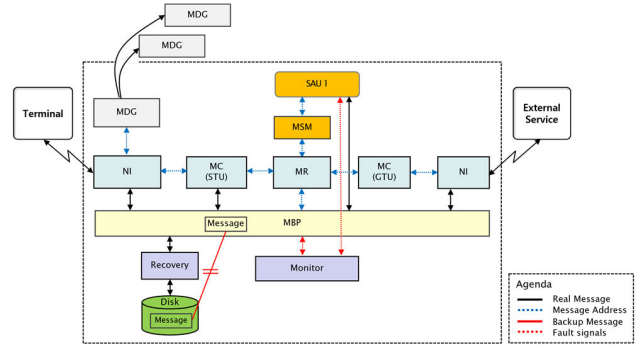 MDG
MDG
SAU 1
Terminal
MDG
External
Service
MSM
NI
MC
(STU)
MR
MC
(GTU)
NI
Message
MBP
Recovery
Monitor
Disk
Message
Agenda
Real Message
Message Address
Backup Message
Fault signals